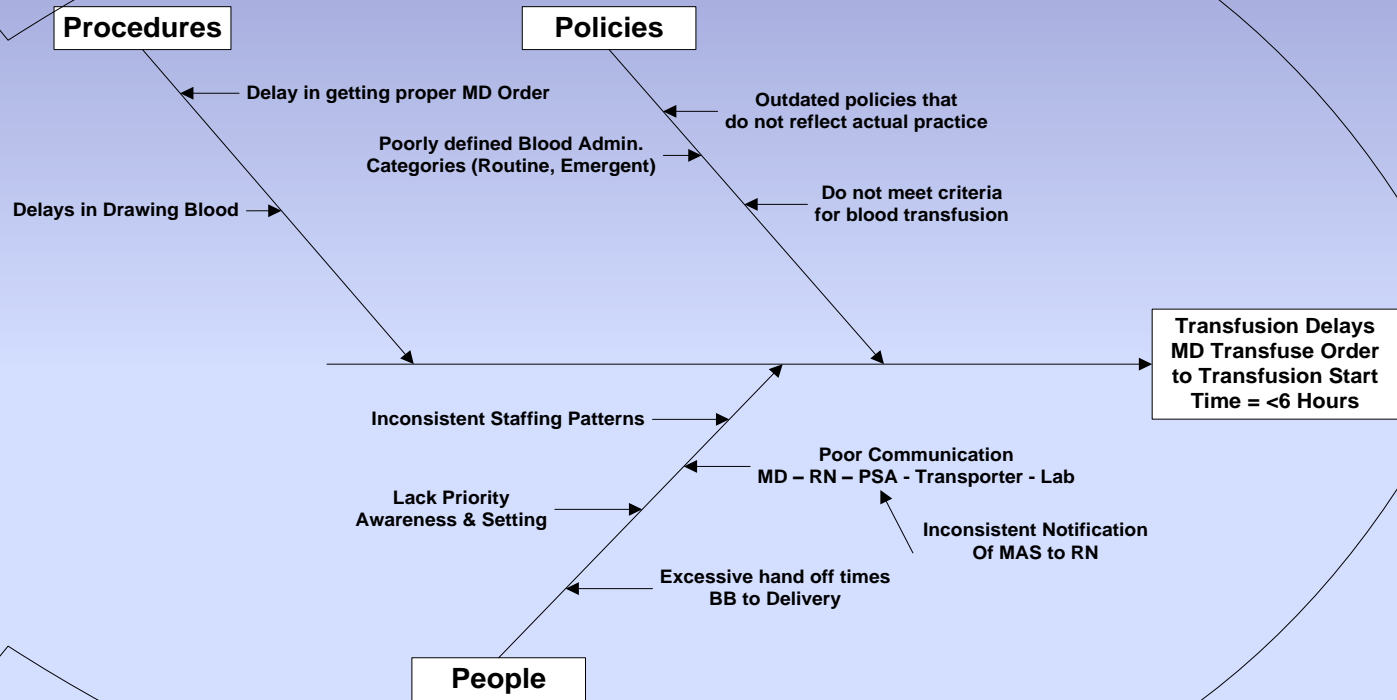 Procedures
Policies
Delay in getting proper MD Order
Outdated policies that
do not reflect actual practice
Poorly defined Blood Admin.
Categories (Routine, Emergent)
Delays in Drawing Blood
Do not meet criteria
for blood transfusion
Transfusion Delays
MD Transfuse Order
to Transfusion Start
Time = <6 Hours
Inconsistent Staffing Patterns
Poor Communication
MD – RN – PSA - Transporter - Lab
Lack Priority
Awareness & Setting
Inconsistent Notification
Of MAS to RN
Excessive hand off times
BB to Delivery
People